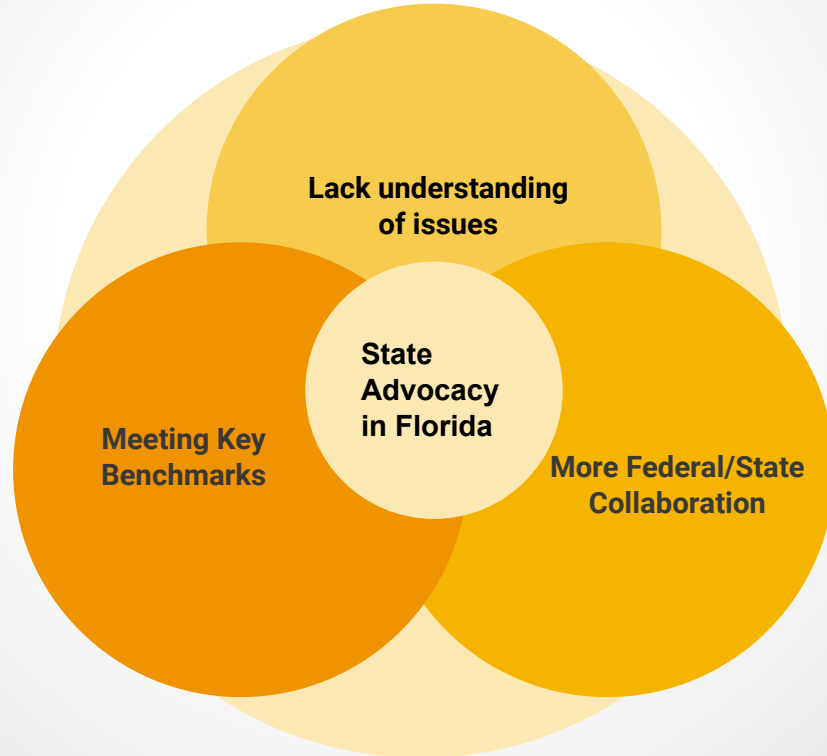 Lack understanding
of issues
State
Advocacy
in Florida
Meeting Key
Benchmarks
More Federal/State
Collaboration